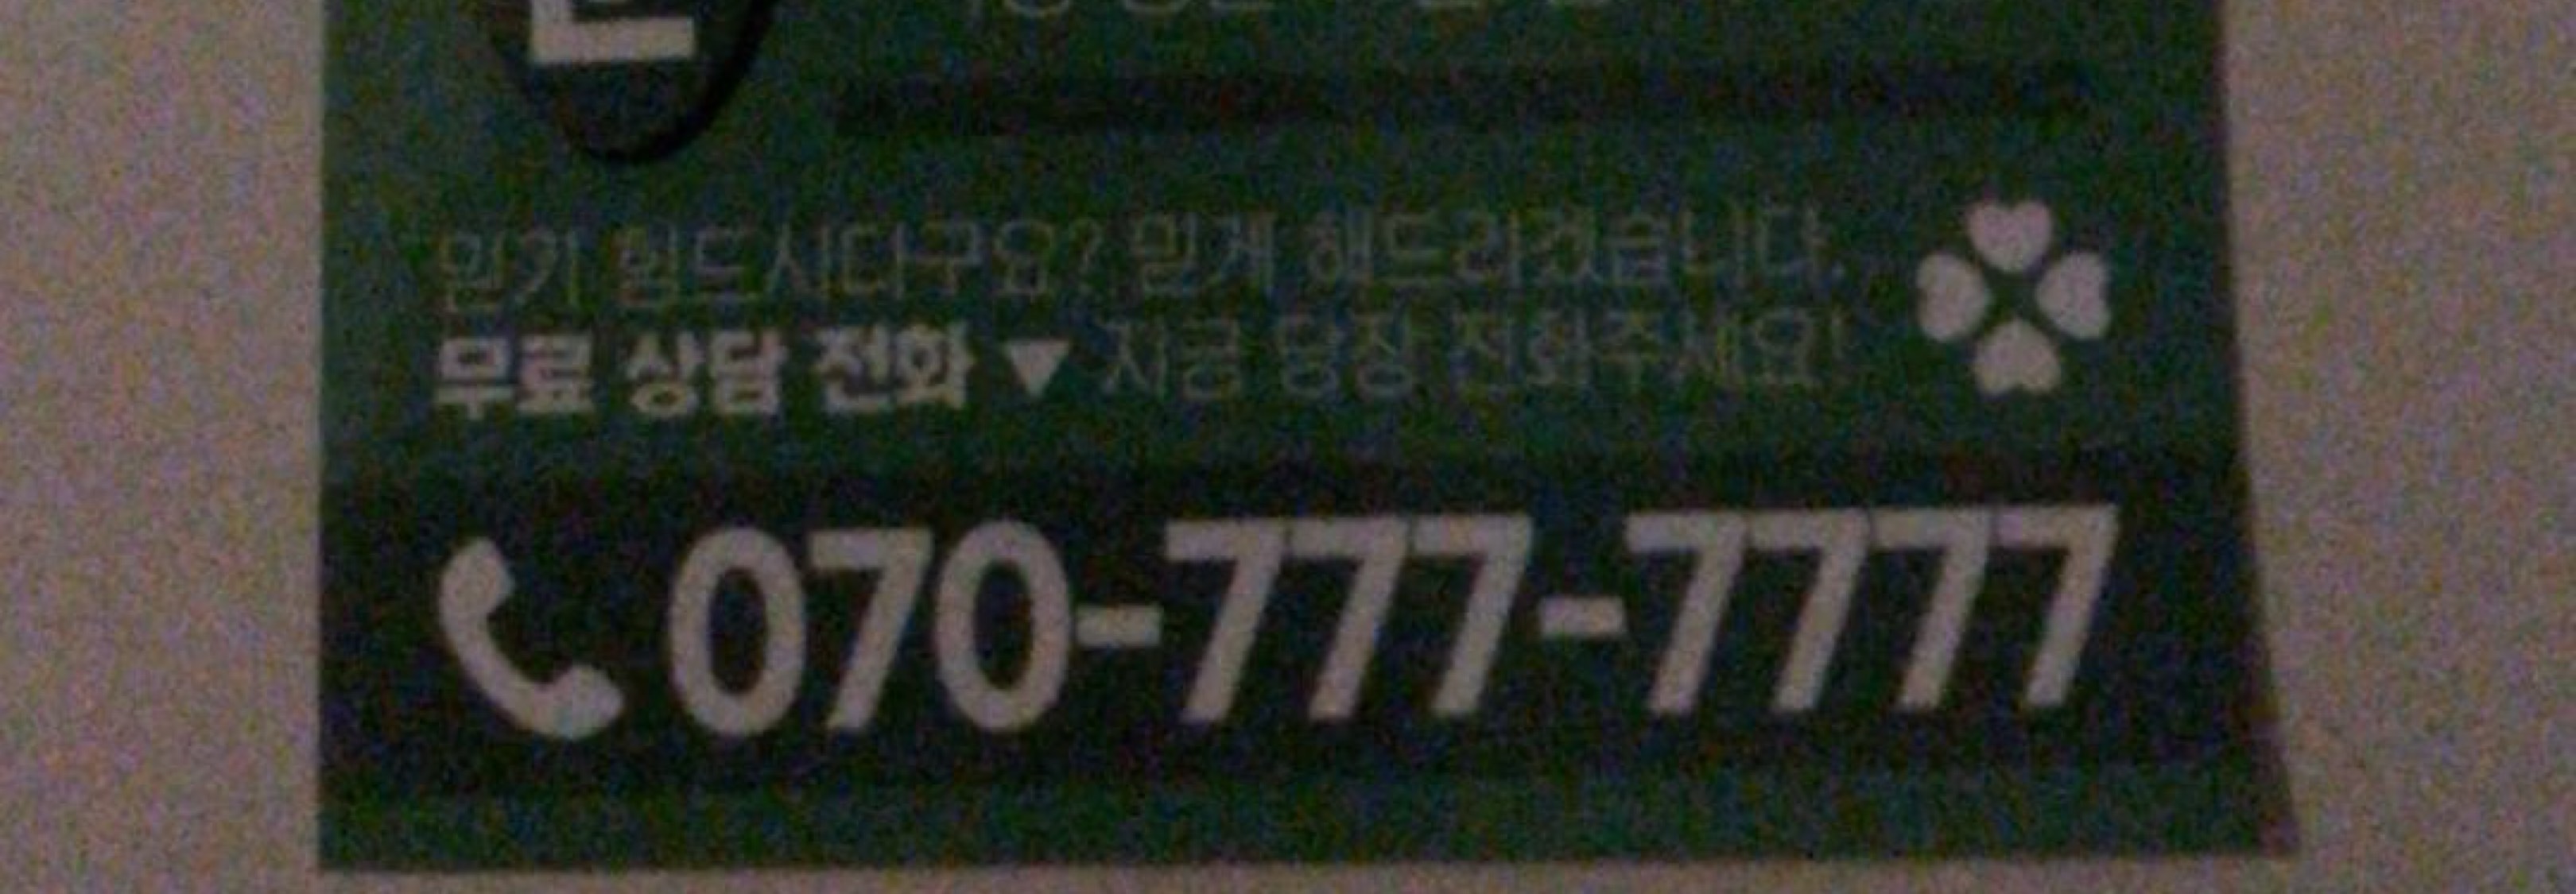 믿기 힘드시다구요? 믿게 해드리겠습니다.
무료 상담 전화 ▼ 지금 당장 전화주세요!
070-777-7777